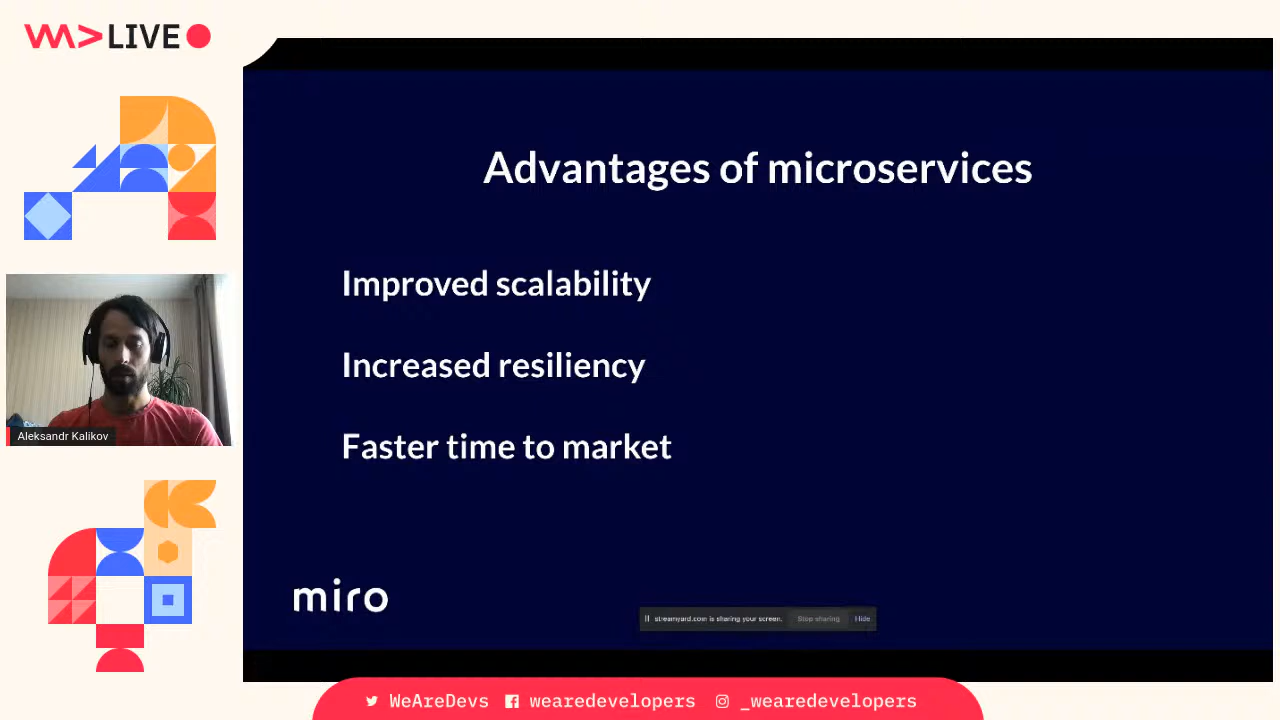 WA>LIVE
Advantages of microservices
Improved scalability
Increased resiliency
Faster time to market
Aleksandr Kalikov
miro
streamyard.com is sharing your screen. Stop sharing Hide
WeAreDevs wearedevelopers _wearedevelopers